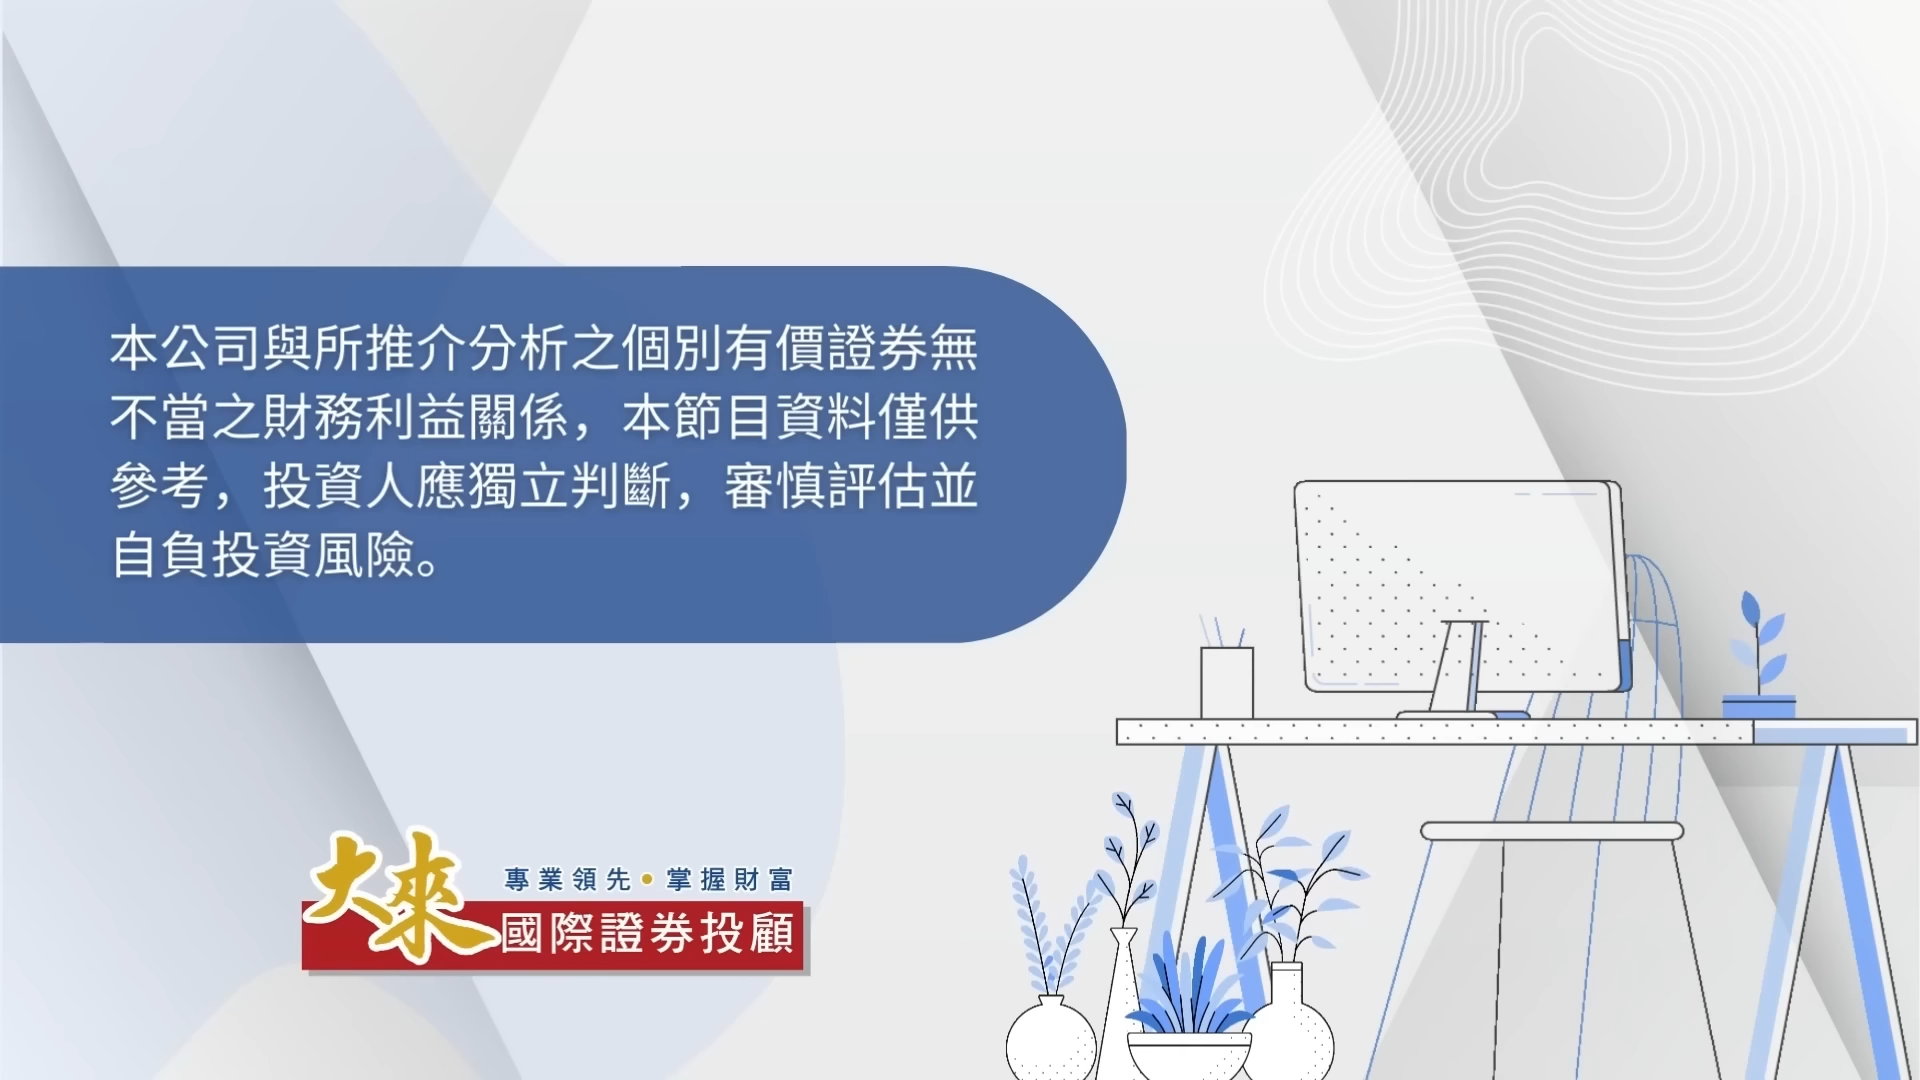 本公司與所推介分析之個別有價證券無
不當之財務利益關係，本節目資料僅供
參考，投資人應獨立判斷，審慎評估並
自負投資風險。
專業領先•掌握財富
大來國際證券投顧